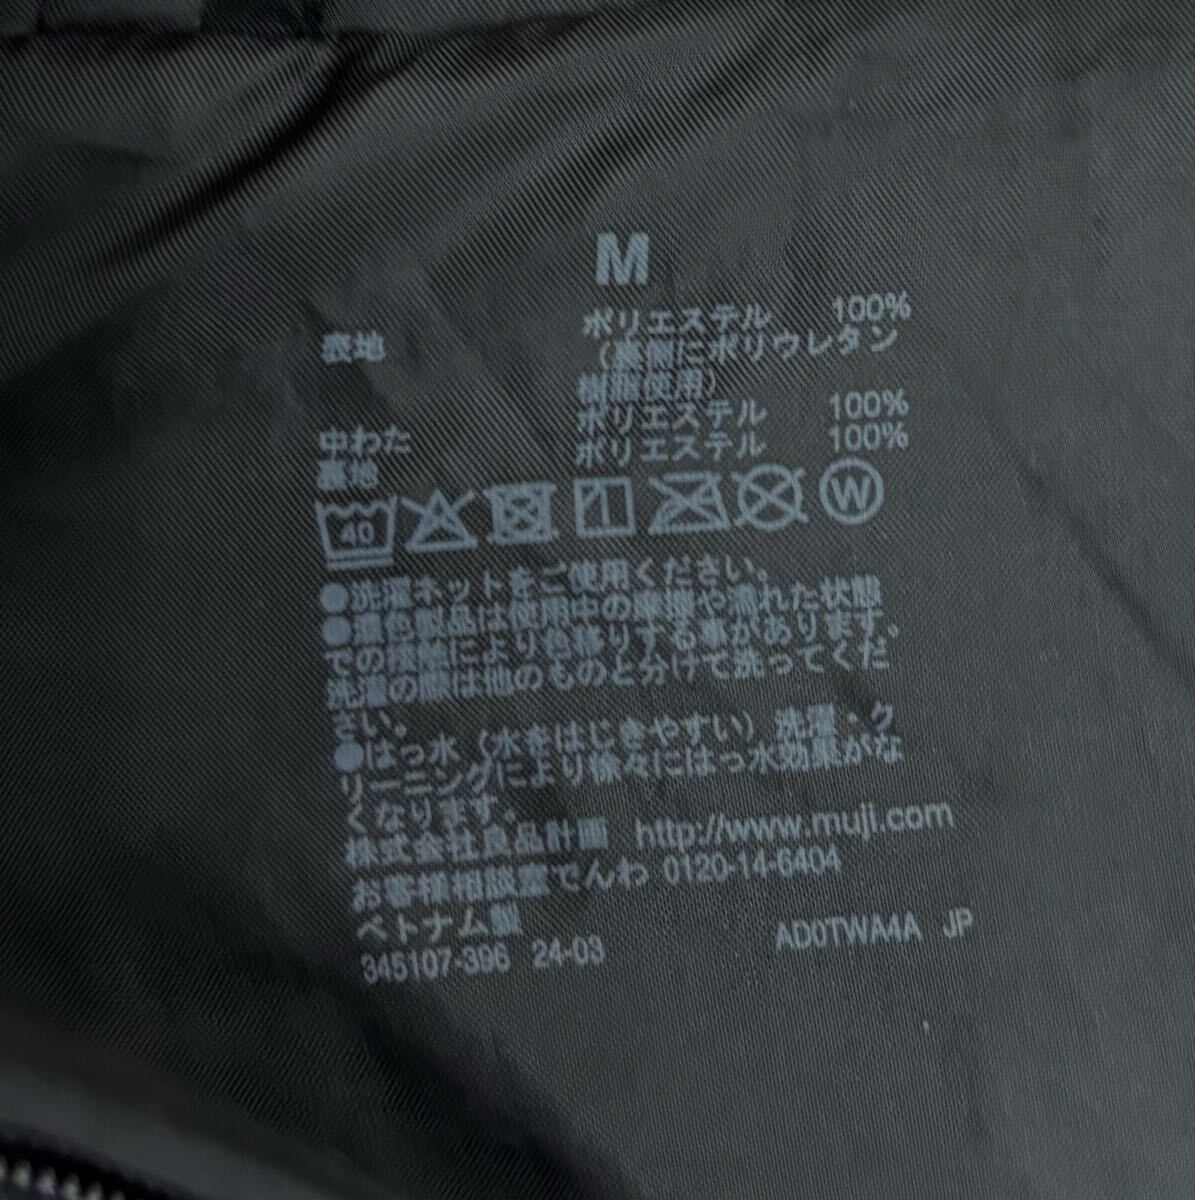 M
表地 ポリエステル 100%
(裏側にポリウレタン
樹脂使用)
中わた ポリエステル 100%
裏地 ポリエステル 100%
40 W
●洗濯ネットをご使用ください。
●濃色製品は使用中の摩擦や濡れた状態
での接触により色移りする事があります。
洗濯の際は他のものと分けて洗ってくだ
さい。
●はっ水(水をはじきやすい)洗濯・ク
リーニングにより徐々にはっ水効果がな
くなります。
株式会社良品計画 http://www.muji.com
お客様相談室でんわ 0120-14-6404
ベトナム製
345107-396 24-03 AD0TWA4A JP